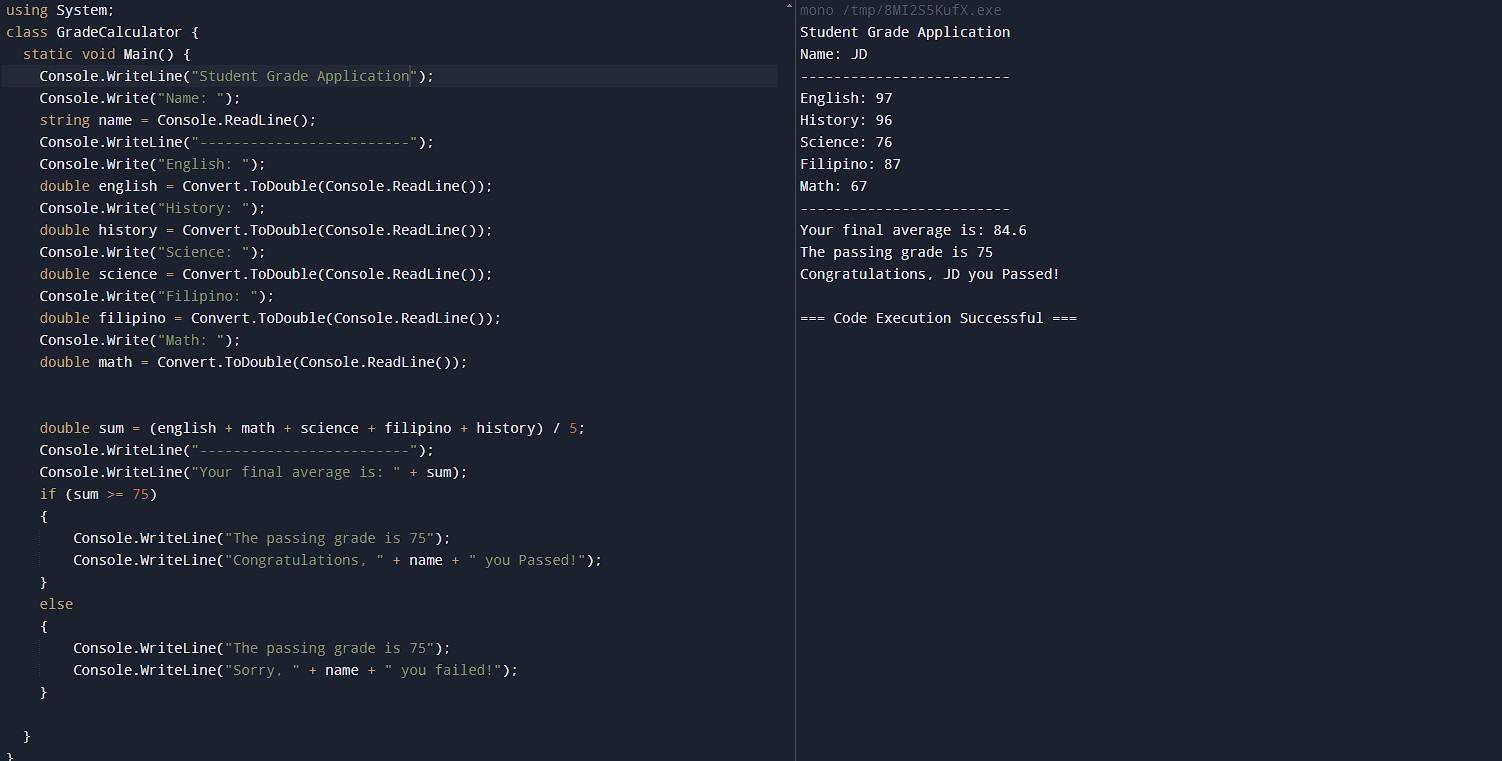 using System;
class GradeCalculator {
static void Main() {
Console.WriteLine("Student Grade Application");
Console.Write("Name: ");
string name = Console.ReadLine();
Console.WriteLine("-------------------------");
Console.Write("English: ");
double english = Convert.ToDouble(Console.ReadLine());
Console.Write("History: ");
double history = Convert.ToDouble(Console.ReadLine());
Console.Write("Science: ");
double science = Convert.ToDouble(Console.ReadLine());
Console.Write("Filipino: ");
double filipino = Convert.ToDouble(Console.ReadLine());
Console.Write("Math: ");
double math = Convert.ToDouble(Console.ReadLine());
double sum = (english + math + science + filipino + history) / 5;
Console.WriteLine("-------------------------");
Console.WriteLine("Your final average is: " + sum);
if (sum >= 75)
{
Console.WriteLine("The passing grade is 75");
Console.WriteLine("Congratulations, " + name + " you Passed!");
}
else
{
Console.WriteLine("The passing grade is 75");
Console.WriteLine("Sorry, " + name + " you failed!");
}
}
}
mono /tmp/8MI2S5KufX.exe
Student Grade Application
Name: JD
-------------------------
English: 97
History: 96
Science: 76
Filipino: 87
Math: 67
-------------------------
Your final average is: 84.6
The passing grade is 75
Congratulations, JD you Passed!
=== Code Execution Successful ===